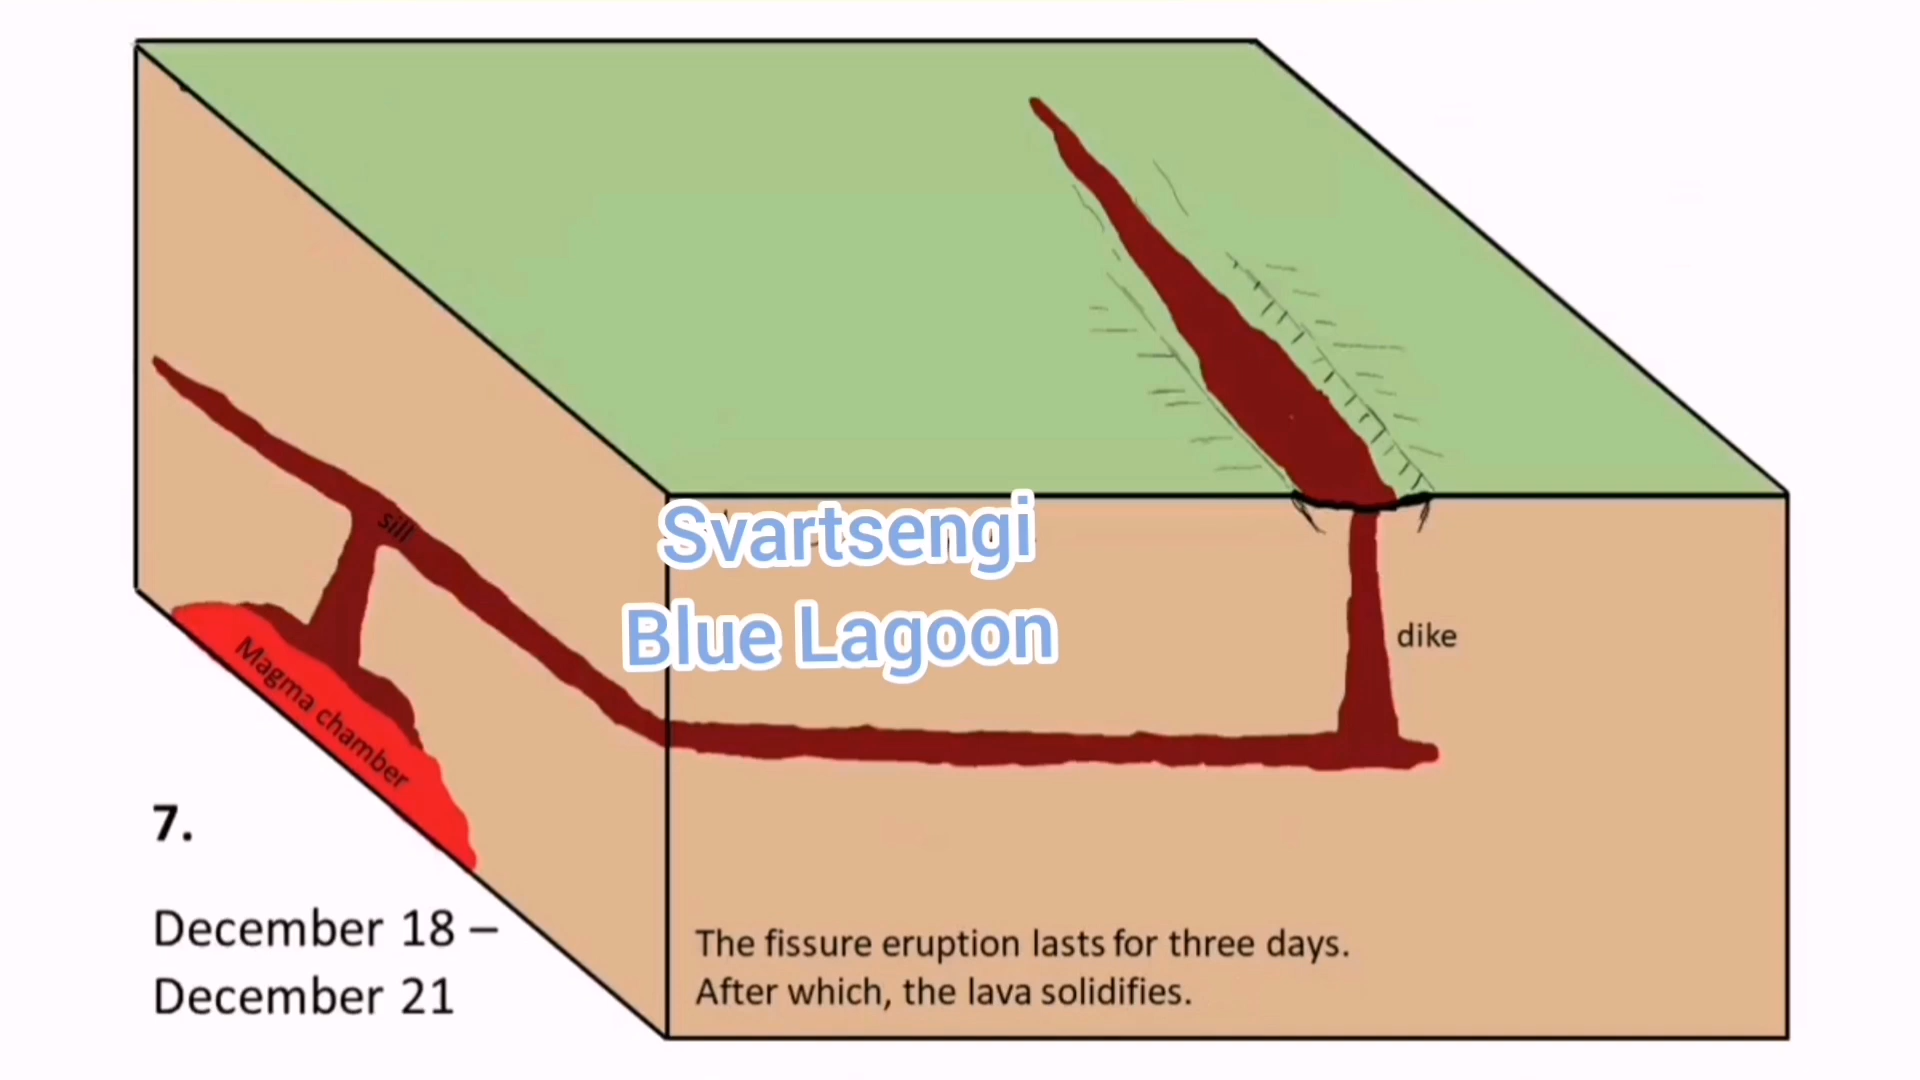 sill
Svartsengi
Blue Lagoon
dike
Magma chamber
7.
December 18 –
December 21
The fissure eruption lasts for three days.
After which, the lava solidifies.